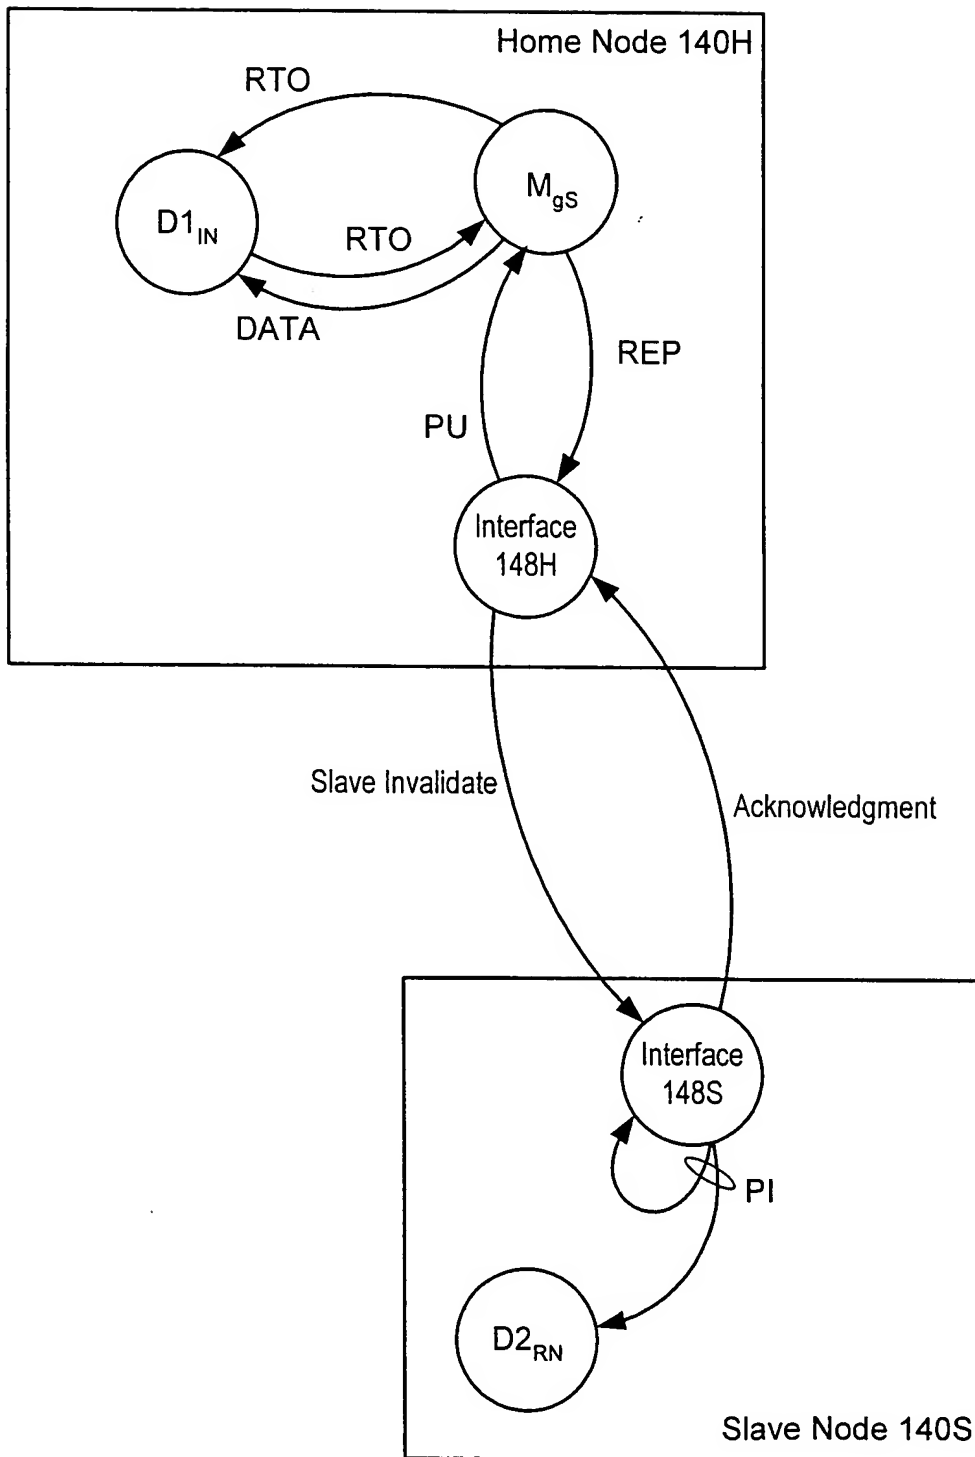 Home Node 140H
RTO
M_gS
D1_IN
RTO
DATA
REP
PU
Interface
148H
Slave Invalidate
Acknowledgment
Interface
148S
PI
D2_RN
Slave Node 140S